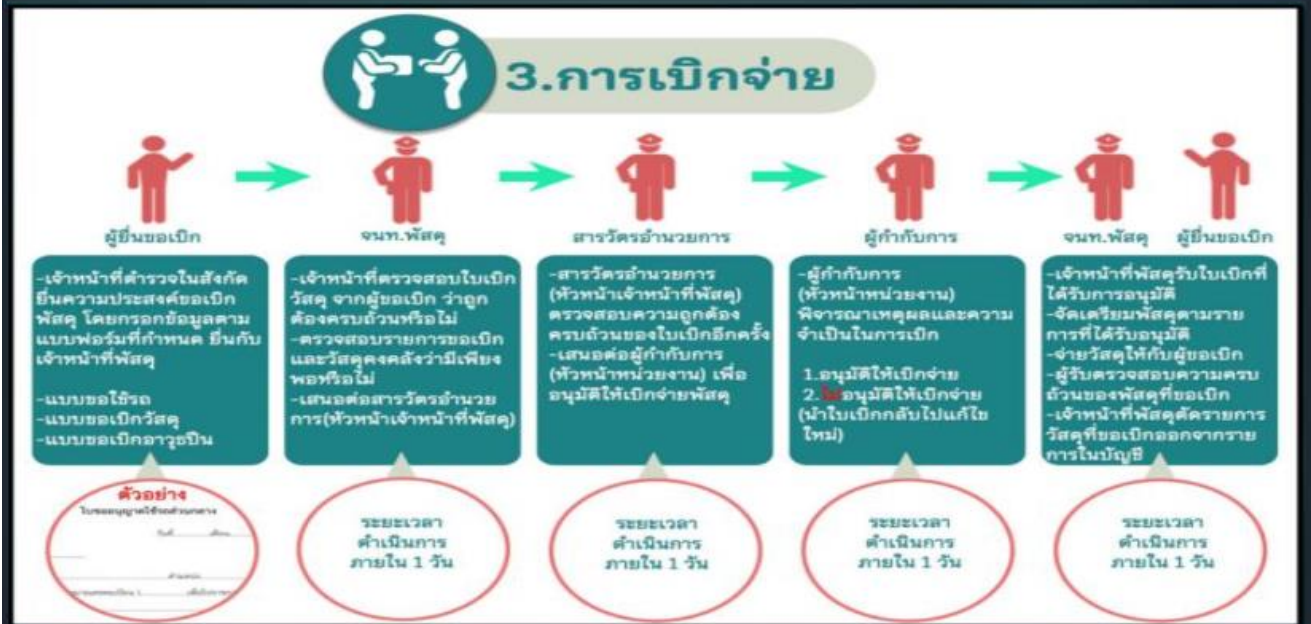 3.การเบิกจ่าย
ผู้ยื่นขอเบิก
จนท.พัสดุ
สารวัตรอำนวยการ
ผู้กำกับการ
จนท.พัสดุ ผู้ยื่นขอเบิก
-เจ้าหน้าที่ตำรวจในสังกัด
ยื่นความประสงค์ขอเบิก
พัสดุ โดยกรอกข้อมูลตาม
แบบฟอร์มที่กำหนด ยื่นกับ
เจ้าหน้าที่พัสดุ
-แบบขอใช้รถ
-แบบขอเบิกวัสดุ
-แบบขอเบิกอาวุธปืน
-เจ้าหน้าที่ตรวจสอบใบเบิก
วัสดุ จากผู้ขอเบิก ว่าถูก
ต้องครบถ้วนหรือไม่
-ตรวจสอบรายการขอเบิก
และวัสดุคงคลังว่ามีเพียง
พอหรือไม่
-เสนอต่อสารวัตรอำนวย
การ(หัวหน้าเจ้าหน้าที่พัสดุ)
-สารวัตรอำนวยการ
(หัวหน้าเจ้าหน้าที่พัสดุ)
ตรวจสอบความถูกต้อง
ครบถ้วนของใบเบิกอีกครั้ง
-เสนอต่อผู้กำกับการ
(หัวหน้าหน่วยงาน) เพื่อ
อนุมัติให้เบิกจ่ายพัสดุ
-ผู้กำกับการ
(หัวหน้าหน่วยงาน)
พิจารณาเหตุผลและความ
จำเป็นในการเบิก
1.อนุมัติให้เบิกจ่าย
2.ไม่อนุมัติให้เบิกจ่าย
(นำใบเบิกกลับไปแก้ไข
ใหม่)
-เจ้าหน้าที่พัสดุรับใบเบิกที่
ได้รับการอนุมัติ
-จัดเตรียมพัสดุตามราย
การที่ได้รับอนุมัติ
-จ่ายวัสดุให้กับผู้ขอเบิก
-ผู้รับตรวจสอบความครบ
ถ้วนของพัสดุที่ขอเบิก
-เจ้าหน้าที่พัสดุตัดรายการ
วัสดุที่ขอเบิกออกจากราย
การในบัญชี
ตัวอย่าง
ใบขออนุญาตใช้รถส่วนกลาง
วันที่ เดือน
ตำแหน่ง
ระยะเวลา
ดำเนินการ
ภายใน 1 วัน
ระยะเวลา
ดำเนินการ
ภายใน 1 วัน
ระยะเวลา
ดำเนินการ
ภายใน 1 วัน
ระยะเวลา
ดำเนินการ
ภายใน 1 วัน